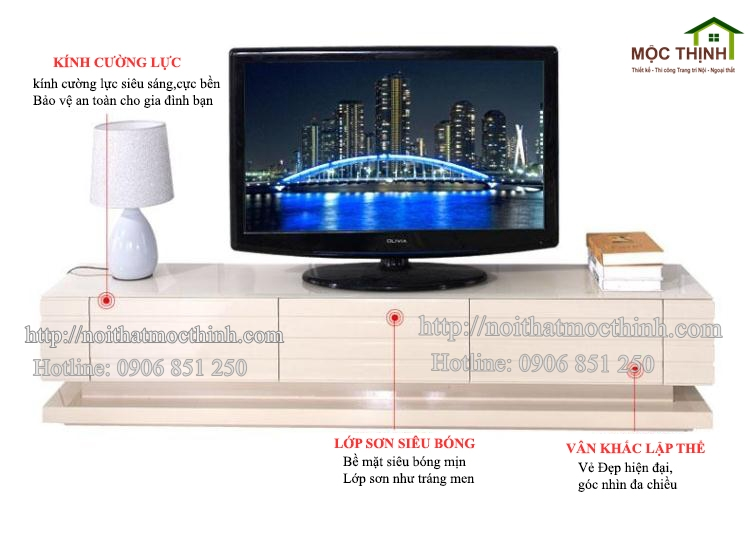 MỘC THỊNH
Thiết kế - Thi công Trang trí Nội - Ngoại thất
KÍNH CƯỜNG LỰC
kính cường lực siêu sáng,cực bền
Bảo vệ an toàn cho gia đình bạn
OLIVIA
http://noithatmocthinh.com
Hotline: 0906 851 250
http://noithatmocthinh.com
Hotline: 0906 851 250
LỚP SƠN SIÊU BÓNG
Bề mặt siêu bóng mịn
Lớp sơn như tráng men
VÂN KHẮC LẬP THỂ
Vẻ Đẹp hiện đại,
góc nhìn đa chiều